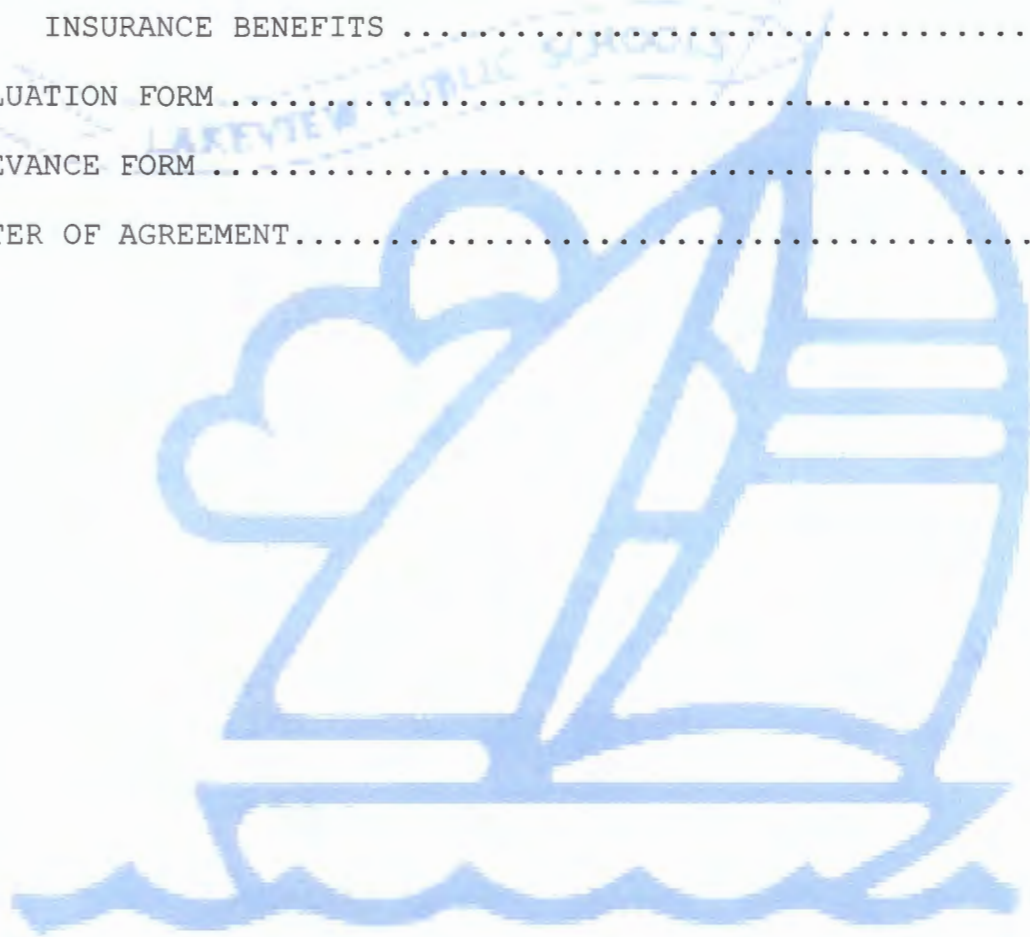 INSURANCE BENEFITS ...................................
LUATION FORM ..............................................
EVANCE FORM ...............................................
TER OF AGREEMENT..........................................
LAKEVIEW PUBLIC SCHOOLS